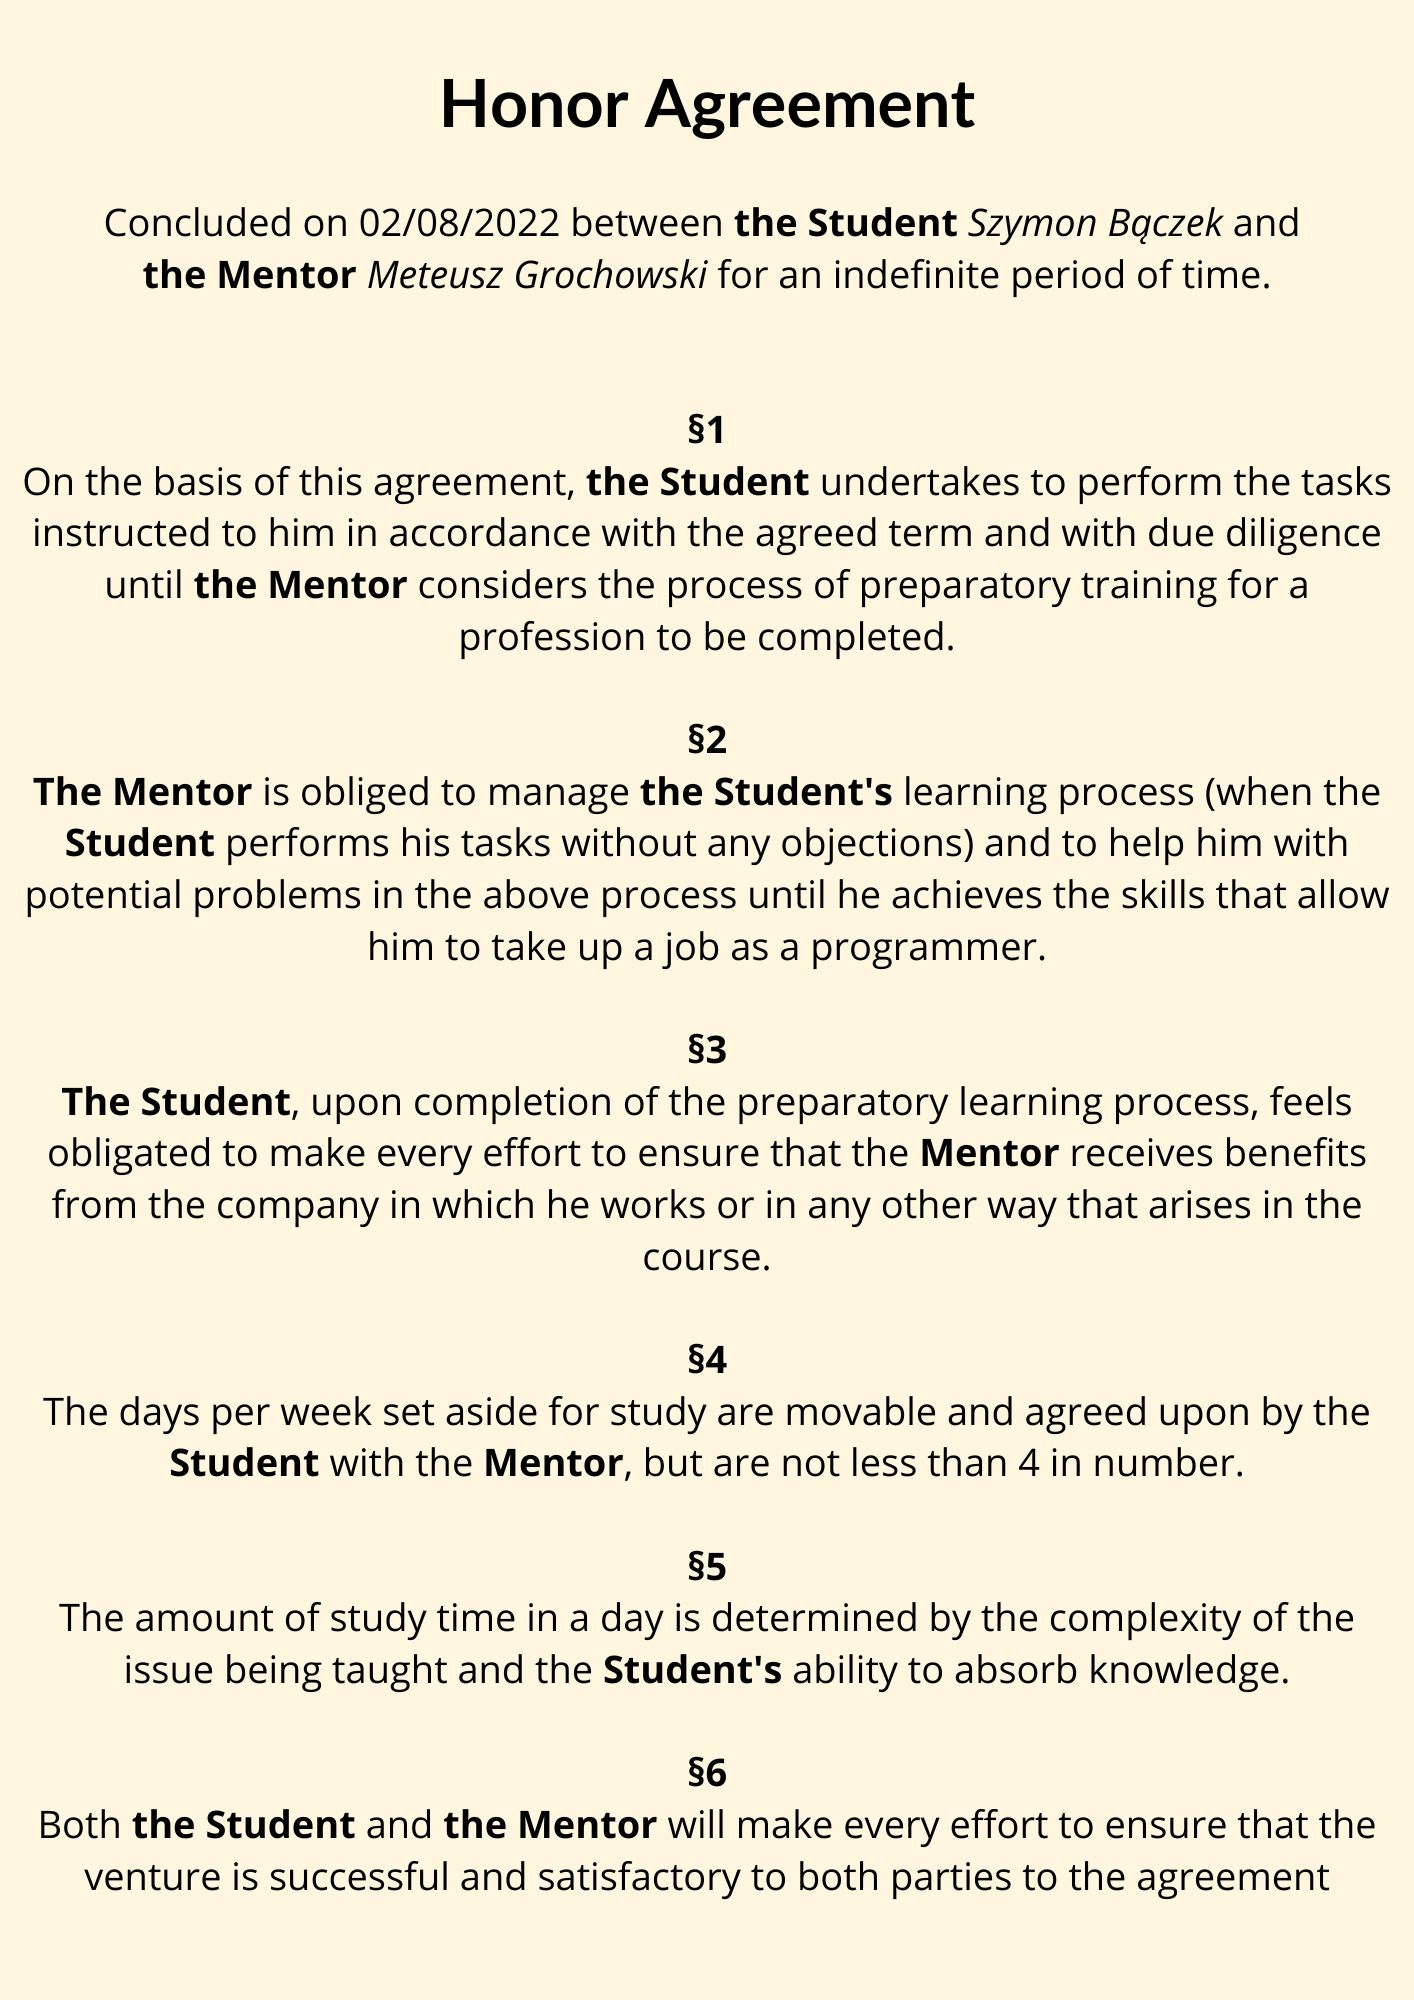 Honor Agreement
Concluded on 02/08/2022 between the Student Szymon Bączek and
the Mentor Meteusz Grochowski for an indefinite period of time.
§1
On the basis of this agreement, the Student undertakes to perform the tasks
instructed to him in accordance with the agreed term and with due diligence
until the Mentor considers the process of preparatory training for a
profession to be completed.
§2
The Mentor is obliged to manage the Student's learning process (when the
Student performs his tasks without any objections) and to help him with
potential problems in the above process until he achieves the skills that allow
him to take up a job as a programmer.
§3
The Student, upon completion of the preparatory learning process, feels
obligated to make every effort to ensure that the Mentor receives benefits
from the company in which he works or in any other way that arises in the
course.
§4
The days per week set aside for study are movable and agreed upon by the
Student with the Mentor, but are not less than 4 in number.
§5
The amount of study time in a day is determined by the complexity of the
issue being taught and the Student's ability to absorb knowledge.
§6
Both the Student and the Mentor will make every effort to ensure that the
venture is successful and satisfactory to both parties to the agreement